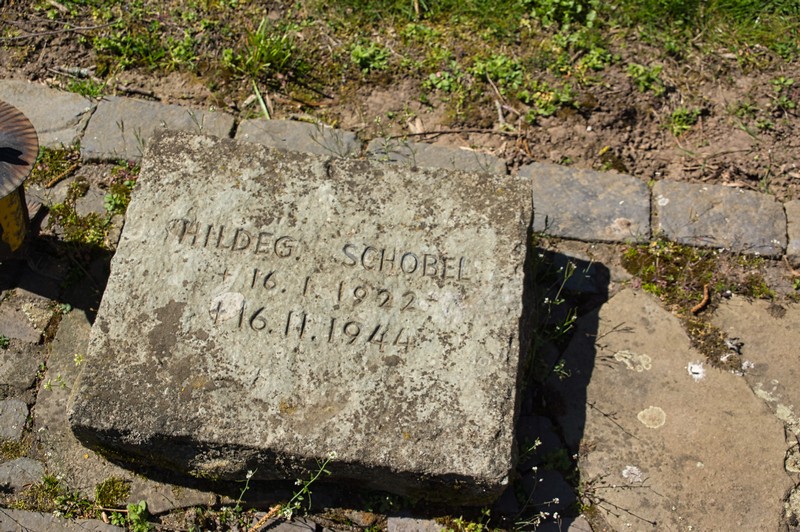 HILDEG. SCHOBEL
+ 16. 1. 1922
+ 16. 11. 1944